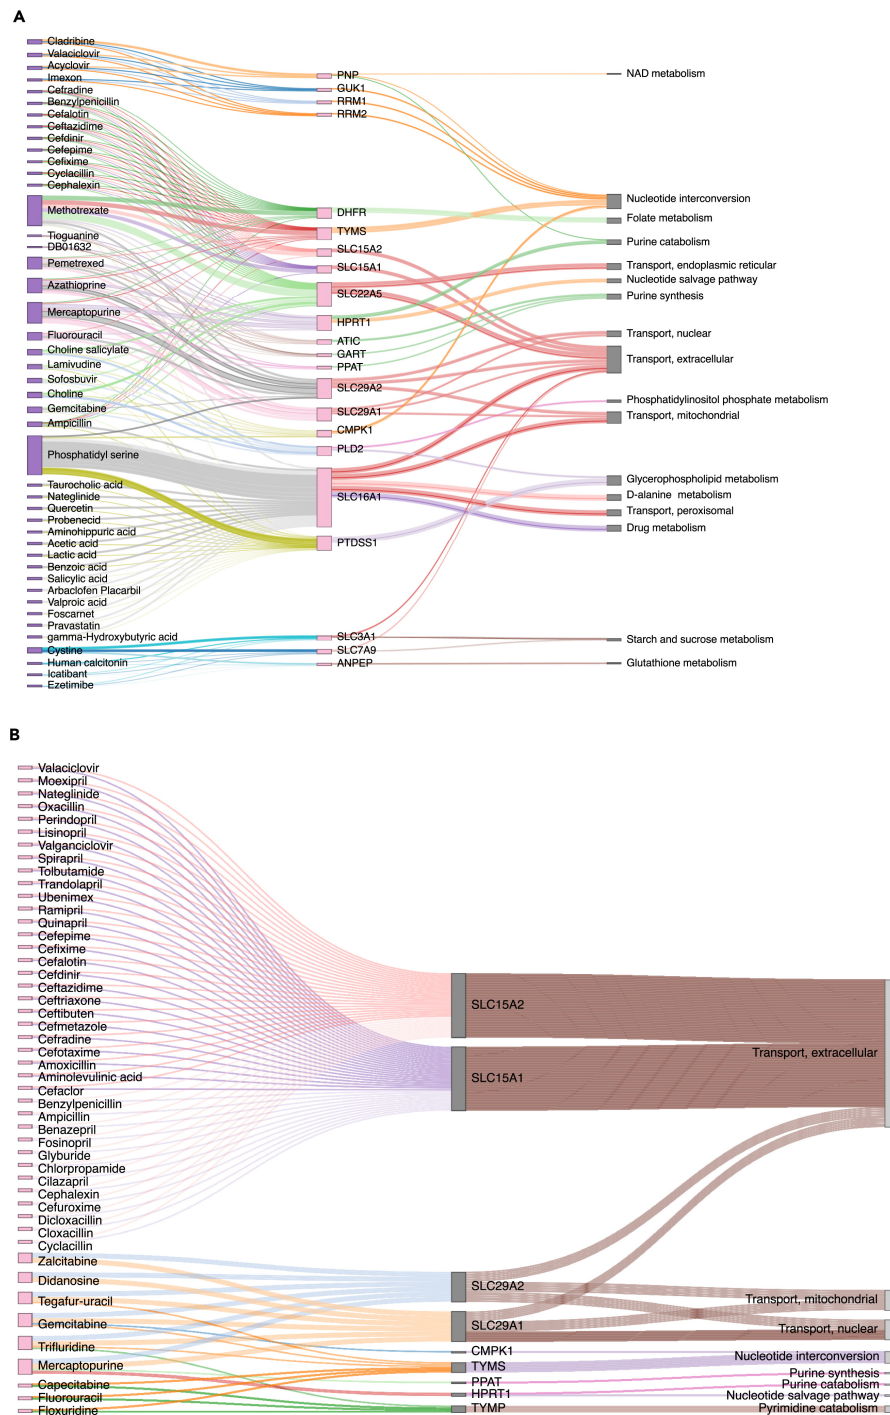 A
Cladribine
Valaciclovir
Acyclovir
Imexon
Cefradine
Benzylpenicillin
Cefalotin
Ceftazidime
Cefdinir
Cefepime
Cefixime
Cyclacillin
Cephalexin
Methotrexate
Tioguanine
DB01632
Pemetrexed
Azathioprine
Mercaptopurine
Fluorouracil
Choline salicylate
Lamivudine
Sofosbuvir
Choline
Gemcitabine
Ampicillin
Phosphatidyl serine
Taurocholic acid
Nateglinide
Quercetin
Probenecid
Aminohippuric acid
Acetic acid
Lactic acid
Benzoic acid
Salicylic acid
Arbaclofen Placarbil
Valproic acid
Foscarnet
Pravastatin
gamma-Hydroxybutyric acid
Cystine
Human calcitonin
Icatibant
Ezetimibe
PNP
GUK1
RRM1
RRM2
DHFR
TYMS
SLC15A2
SLC15A1
SLC22A5
HPRT1
ATIC
GART
PPAT
SLC29A2
SLC29A1
CMPK1
PLD2
SLC16A1
PTDSS1
SLC3A1
SLC7A9
ANPEP
NAD metabolism
Nucleotide interconversion
Folate metabolism
Purine catabolism
Transport, endoplasmic reticular
Nucleotide salvage pathway
Purine synthesis
Transport, nuclear
Transport, extracellular
Phosphatidylinositol phosphate metabolism
Transport, mitochondrial
Glycerophospholipid metabolism
D-alanine metabolism
Transport, peroxisomal
Drug metabolism
Starch and sucrose metabolism
Glutathione metabolism
B
Valaciclovir
Moexipril
Nateglinide
Oxacillin
Perindopril
Lisinopril
Valganciclovir
Spirapril
Tolbutamide
Trandolapril
Ubenimex
Ramipril
Quinapril
Cefepime
Cefixime
Cefalotin
Cefdinir
Ceftazidime
Ceftriaxone
Ceftibuten
Cefmetazole
Cefradine
Cefotaxime
Amoxicillin
Aminolevulinic acid
Cefaclor
Benzylpenicillin
Ampicillin
Benazepril
Fosinopril
Glyburide
Chlorpropamide
Cilazapril
Cephalexin
Cefuroxime
Dicloxacillin
Cloxacillin
Cyclacillin
Zalcitabine
Didanosine
Tegafur-uracil
Gemcitabine
Trifluridine
Mercaptopurine
Capecitabine
Fluorouracil
Floxuridine
SLC15A2
SLC15A1
SLC29A2
SLC29A1
CMPK1
TYMS
PPAT
HPRT1
TYMP
Transport, extracellular
Transport, mitochondrial
Transport, nuclear
Nucleotide interconversion
Purine synthesis
Purine catabolism
Nucleotide salvage pathway
Pyrimidine catabolism